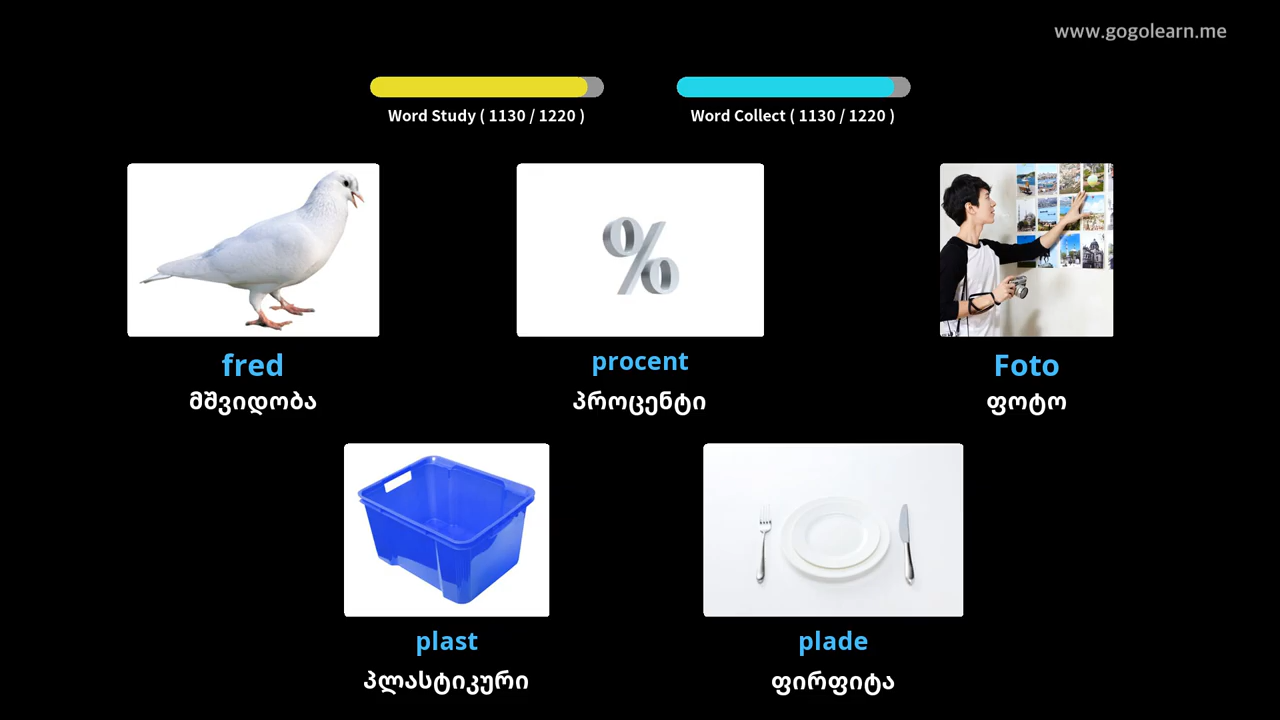 www.gogolearn.me
Word Study ( 1130 / 1220 )
Word Collect ( 1130 / 1220 )
fred
მშვიდობა
procent
პროცენტი
Foto
ფოტო
plast
პლასტიკური
plade
ფირფიტა